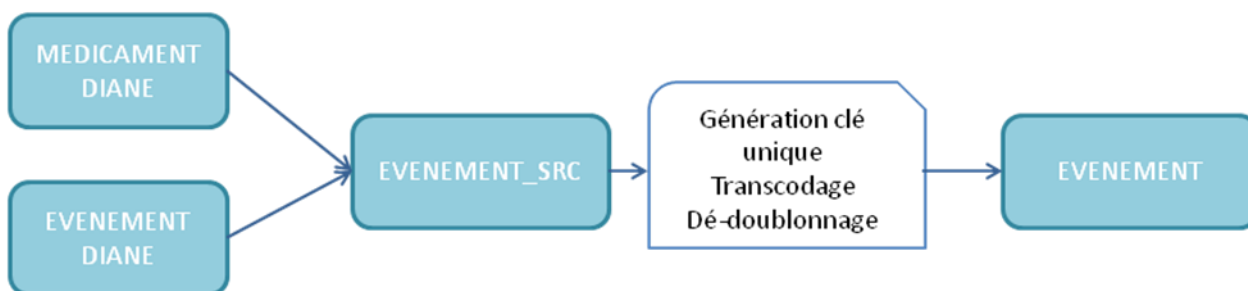 MEDICAMENT
DIANE
EVENEMENT
DIANE
EVENEMENT_SRC
Génération clé
unique
Transcodage
Dé-doublonnage
EVENEMENT